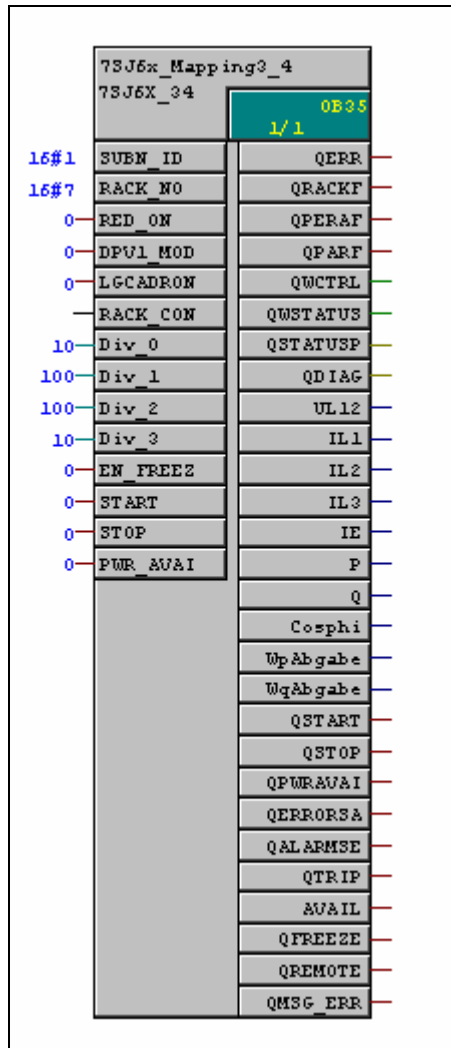 7SJ6x_Mapping3_4
7SJ6X_34
OB35
1/1
16#1 SUBN_ID QERR
16#7 RACK_NO QRACKF
0 RED_ON QPERAF
0 DPV1_MOD QPARF
0 LGCADRON QWCTRL
RACK_CON QWSTATUS
10 Div_0 QSTATUSP
100 Div_1 QDIAG
100 Div_2 UL12
10 Div_3 IL1
0 EN_FREEZ IL2
0 START IL3
0 STOP IE
0 PWR_AVAI P
Q
Cosphi
WpAbgabe
WqAbgabe
QSTART
QSTOP
QPWRAVAI
QERRORSA
QALARMSE
QTRIP
AVAIL
QFREEZE
QREMOTE
QMSG_ERR